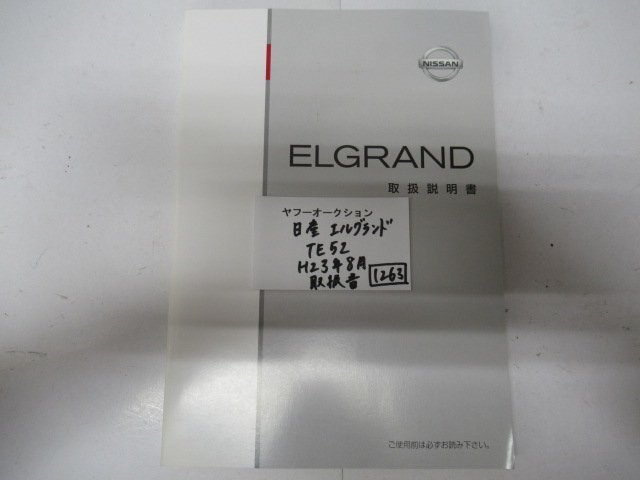 NISSAN
ELGRAND
取扱説明書
ヤフーオークション
日産 エルグランド
TE52
H23年8月
取扱書 1263
ご使用前は必ずお読み下さい。